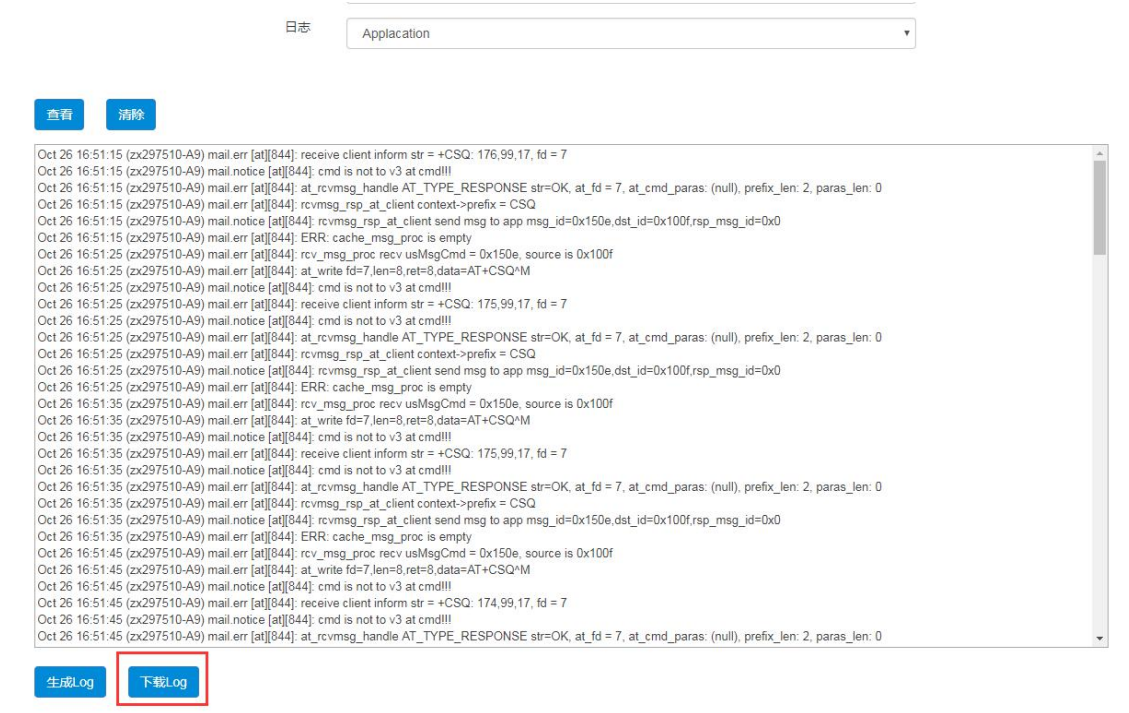 日志
Applacation
查看
清除
Oct 26 16:51:15 (zx297510-A9) mail.err [at][844]: receive client inform str = +CSQ: 176,99,17, fd = 7
Oct 26 16:51:15 (zx297510-A9) mail.notice [at][844]: cmd is not to v3 at cmd!!!
Oct 26 16:51:15 (zx297510-A9) mail.err [at][844]: at_rcvmsg_handle AT_TYPE_RESPONSE str=OK, at_fd = 7, at_cmd_paras: (null), prefix_len: 2, paras_len: 0
Oct 26 16:51:15 (zx297510-A9) mail.err [at][844]: rcvmsg_rsp_at_client context->prefix = CSQ
Oct 26 16:51:15 (zx297510-A9) mail.notice [at][844]: rcvmsg_rsp_at_client send msg to app msg_id=0x150e,dst_id=0x100f,rsp_msg_id=0x0
Oct 26 16:51:15 (zx297510-A9) mail.err [at][844]: ERR: cache_msg_proc is empty
Oct 26 16:51:25 (zx297510-A9) mail.err [at][844]: rcv_msg_proc recv usMsgCmd = 0x150e, source is 0x100f
Oct 26 16:51:25 (zx297510-A9) mail.err [at][844]: at_write fd=7,len=8,ret=8,data=AT+CSQ^M
Oct 26 16:51:25 (zx297510-A9) mail.notice [at][844]: cmd is not to v3 at cmd!!!
Oct 26 16:51:25 (zx297510-A9) mail.err [at][844]: receive client inform str = +CSQ: 175,99,17, fd = 7
Oct 26 16:51:25 (zx297510-A9) mail.notice [at][844]: cmd is not to v3 at cmd!!!
Oct 26 16:51:25 (zx297510-A9) mail.err [at][844]: at_rcvmsg_handle AT_TYPE_RESPONSE str=OK, at_fd = 7, at_cmd_paras: (null), prefix_len: 2, paras_len: 0
Oct 26 16:51:25 (zx297510-A9) mail.err [at][844]: rcvmsg_rsp_at_client context->prefix = CSQ
Oct 26 16:51:25 (zx297510-A9) mail.notice [at][844]: rcvmsg_rsp_at_client send msg to app msg_id=0x150e,dst_id=0x100f,rsp_msg_id=0x0
Oct 26 16:51:25 (zx297510-A9) mail.err [at][844]: ERR: cache_msg_proc is empty
Oct 26 16:51:35 (zx297510-A9) mail.err [at][844]: rcv_msg_proc recv usMsgCmd = 0x150e, source is 0x100f
Oct 26 16:51:35 (zx297510-A9) mail.err [at][844]: at_write fd=7,len=8,ret=8,data=AT+CSQ^M
Oct 26 16:51:35 (zx297510-A9) mail.notice [at][844]: cmd is not to v3 at cmd!!!
Oct 26 16:51:35 (zx297510-A9) mail.err [at][844]: receive client inform str = +CSQ: 175,99,17, fd = 7
Oct 26 16:51:35 (zx297510-A9) mail.notice [at][844]: cmd is not to v3 at cmd!!!
Oct 26 16:51:35 (zx297510-A9) mail.err [at][844]: at_rcvmsg_handle AT_TYPE_RESPONSE str=OK, at_fd = 7, at_cmd_paras: (null), prefix_len: 2, paras_len: 0
Oct 26 16:51:35 (zx297510-A9) mail.err [at][844]: rcvmsg_rsp_at_client context->prefix = CSQ
Oct 26 16:51:35 (zx297510-A9) mail.notice [at][844]: rcvmsg_rsp_at_client send msg to app msg_id=0x150e,dst_id=0x100f,rsp_msg_id=0x0
Oct 26 16:51:35 (zx297510-A9) mail.err [at][844]: ERR: cache_msg_proc is empty
Oct 26 16:51:45 (zx297510-A9) mail.err [at][844]: rcv_msg_proc recv usMsgCmd = 0x150e, source is 0x100f
Oct 26 16:51:45 (zx297510-A9) mail.err [at][844]: at_write fd=7,len=8,ret=8,data=AT+CSQ^M
Oct 26 16:51:45 (zx297510-A9) mail.notice [at][844]: cmd is not to v3 at cmd!!!
Oct 26 16:51:45 (zx297510-A9) mail.err [at][844]: receive client inform str = +CSQ: 174,99,17, fd = 7
Oct 26 16:51:45 (zx297510-A9) mail.notice [at][844]: cmd is not to v3 at cmd!!!
Oct 26 16:51:45 (zx297510-A9) mail.err [at][844]: at_rcvmsg_handle AT_TYPE_RESPONSE str=OK, at_fd = 7, at_cmd_paras: (null), prefix_len: 2, paras_len: 0
生成Log
下载Log